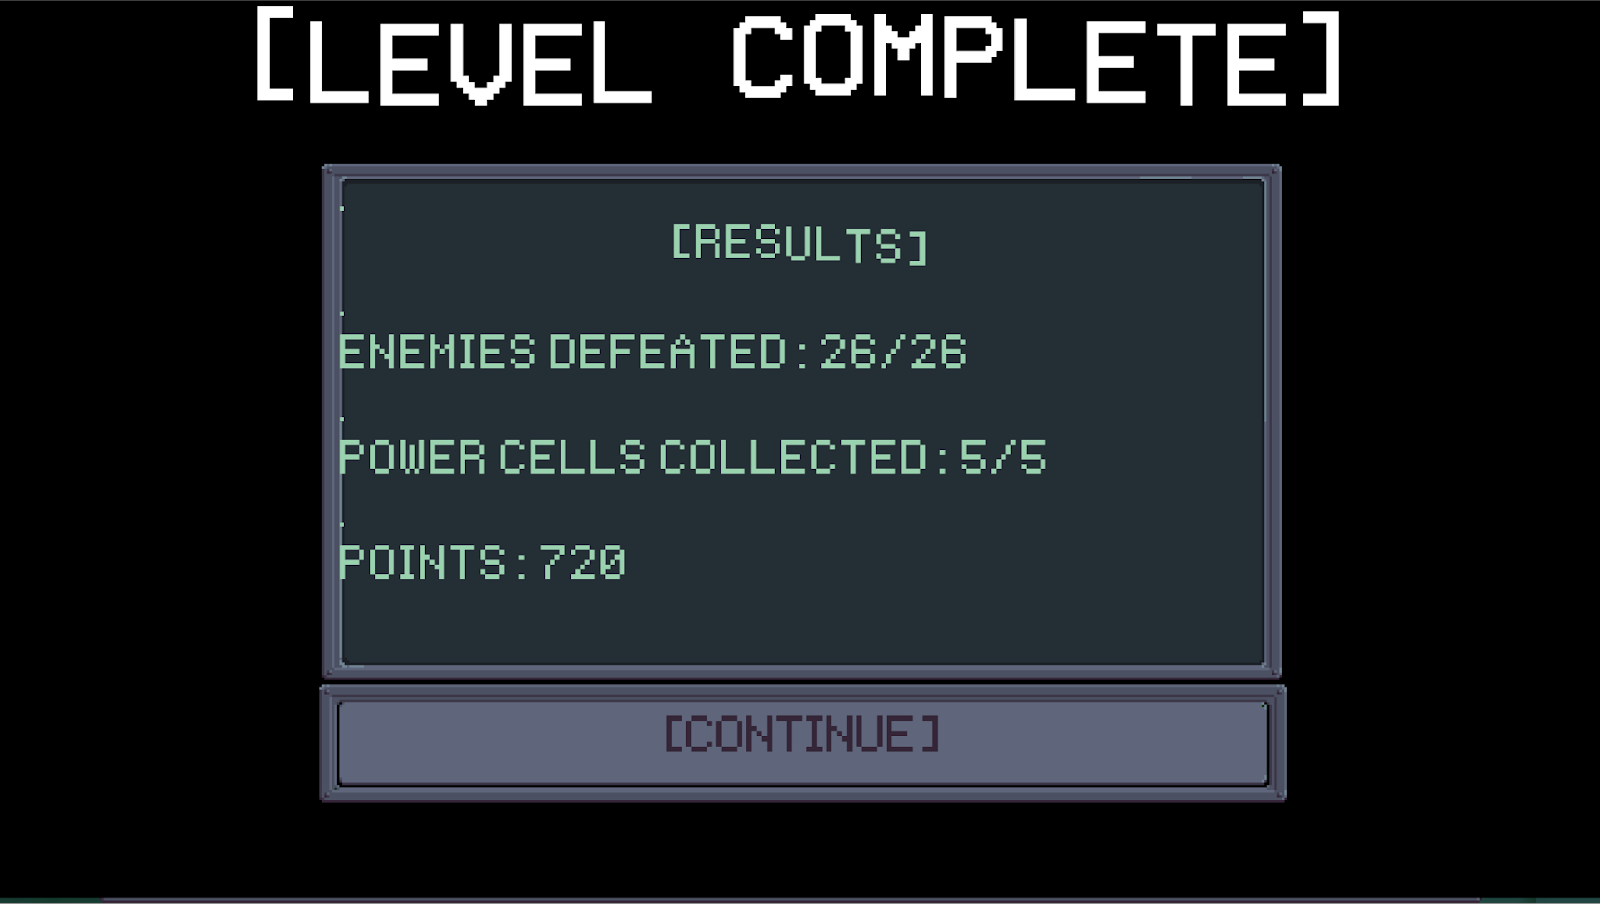 [LEVEL COMPLETE]
[RESULTS]
ENEMIES DEFEATED: 26/26
POWER CELLS COLLECTED: 5/5
POINTS: 720
[CONTINUE]